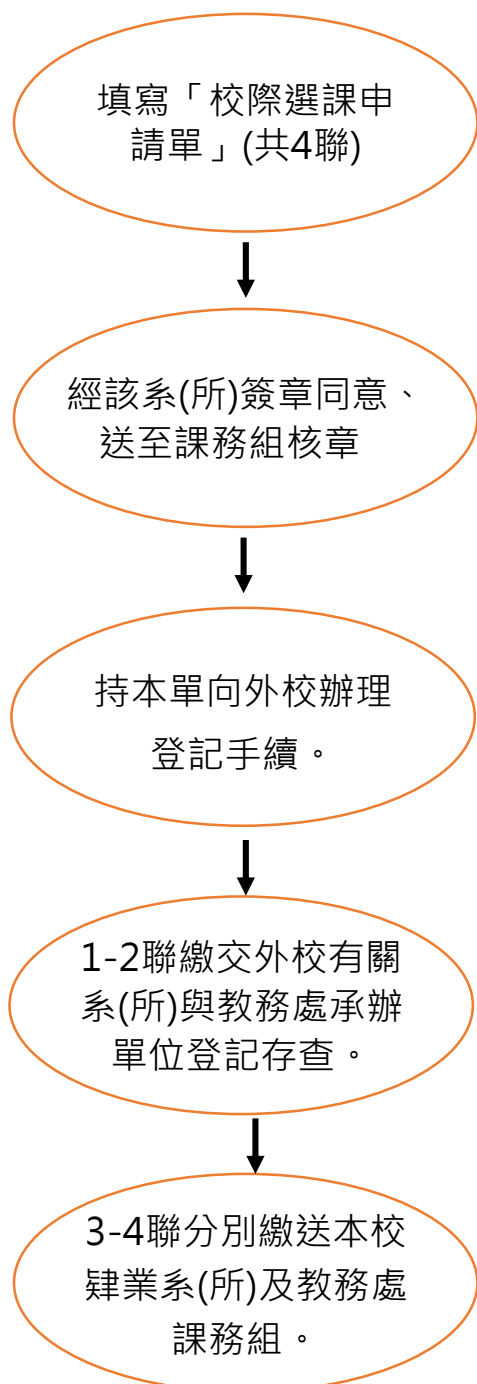 填寫「校際選課申
請單」(共4聯)
經該系(所)簽章同意、
送至課務組核章
持本單向外校辦理
登記手續。
1-2聯繳交外校有關
系(所)與教務處承辦
單位登記存查。
3-4聯分別繳送本校
肄業系(所)及教務處
課務組。